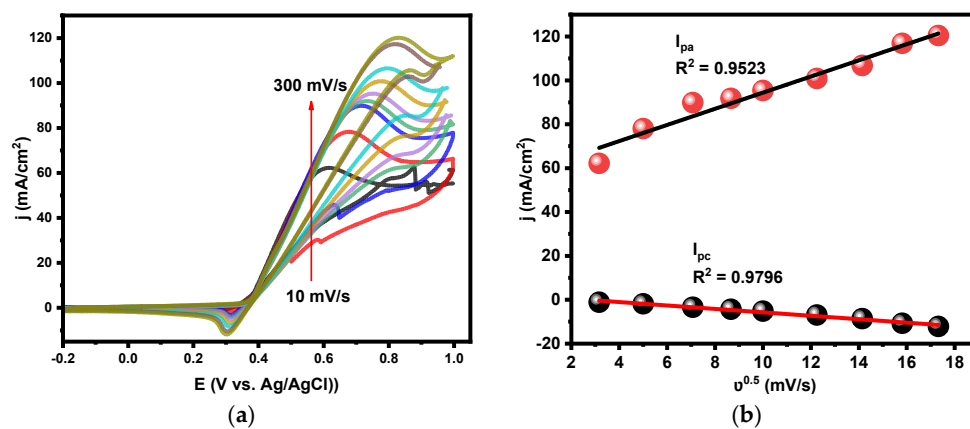 120
100
80
60
40
20
0
j (mA/cm²)
300 mV/s
10 mV/s
-0.2 0.0 0.2 0.4 0.6 0.8 1.0
E (V vs. Ag/AgCl))
(a)
120
100
80
60
40
20
0
-20
j (mA/cm²)
I_pa
R² = 0.9523
I_pc
R² = 0.9796
2 4 6 8 10 12 14 16 18
υ^0.5 (mV/s)
(b)